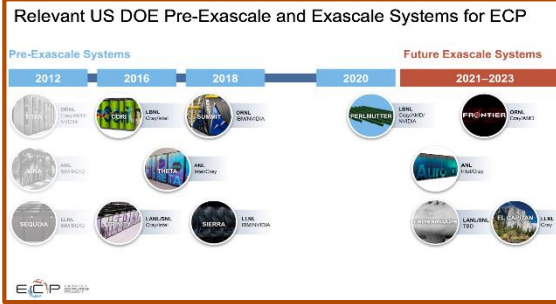 Relevant US DOE Pre-Exascale and Exascale Systems for ECP
Pre-Exascale Systems
Future Exascale Systems
2012
2016
2018
2020
2021–2023
TITAN
ORNL
Cray/AMD/
NVIDIA
CORI
LBNL
Cray/Intel
SUMMIT
ORNL
IBM/NVIDIA
PERLMUTTER
LBNL
Cray/AMD/
NVIDIA
FRONTIER
ORNL
Cray/AMD
MIRA
ANL
IBM BG/Q
THETA
ANL
Intel/Cray
Aurora
ANL
Intel/Cray
SEQUOIA
LLNL
IBM BG/Q
LANL/SNL
Cray/Intel
SIERRA
LLNL
IBM/NVIDIA
LANL/SNL
TBD
EL CAPITAN
LLNL
Cray
ECP